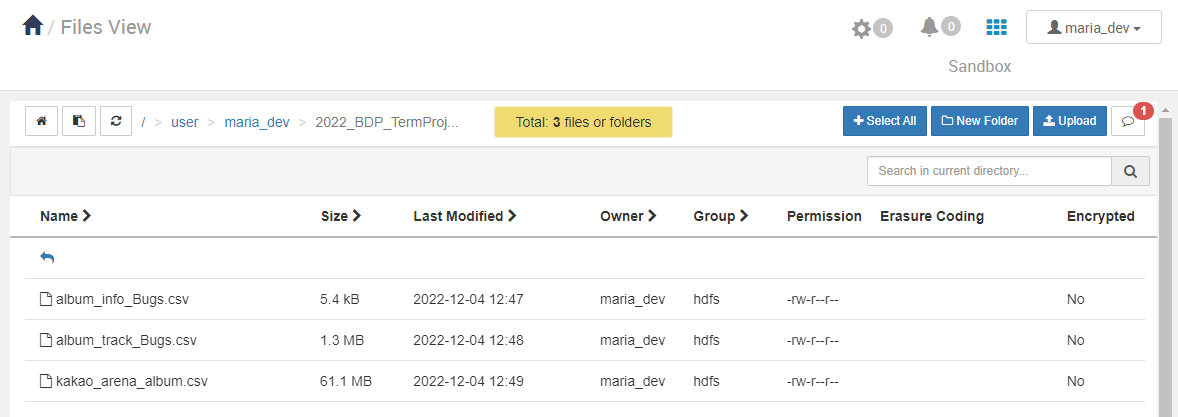 / Files View
0
0
maria_dev
Sandbox
/ > user > maria_dev > 2022_BDP_TermProj...
Total: 3 files or folders
Select All
New Folder
Upload
1
Search in current directory...
Name Size Last Modified Owner Group Permission Erasure Coding Encrypted
album_info_Bugs.csv 5.4 kB 2022-12-04 12:47 maria_dev hdfs -rw-r--r-- No
album_track_Bugs.csv 1.3 MB 2022-12-04 12:48 maria_dev hdfs -rw-r--r-- No
kakao_arena_album.csv 61.1 MB 2022-12-04 12:49 maria_dev hdfs -rw-r--r-- No